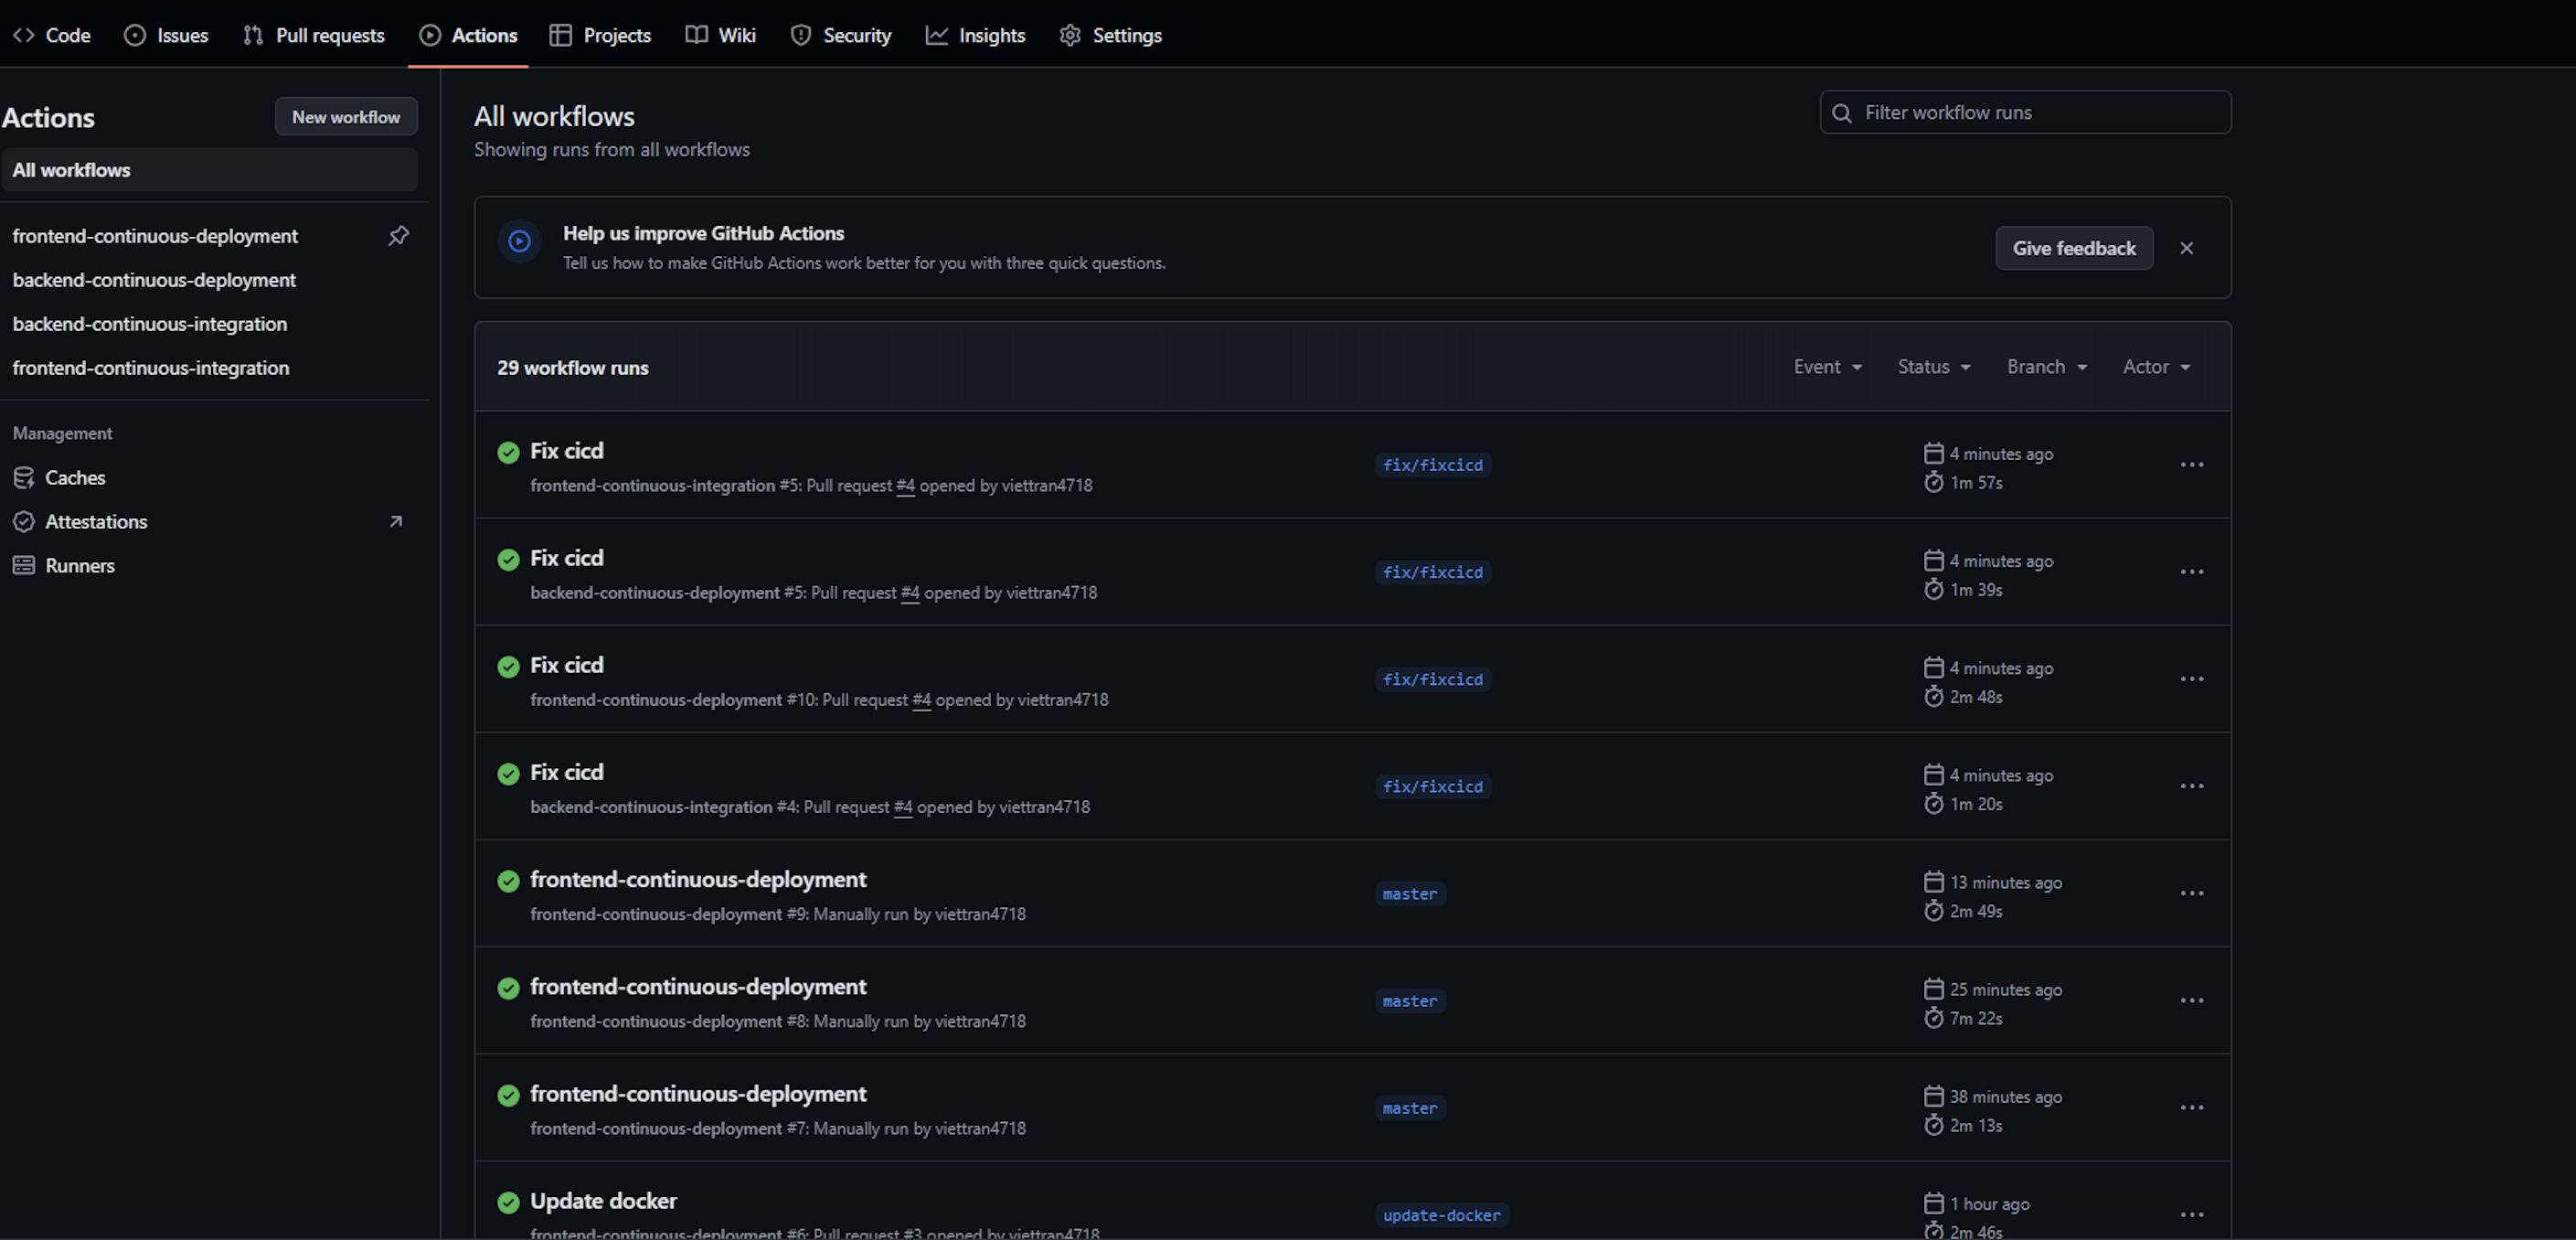 Code Issues Pull requests Actions Projects Wiki Security Insights Settings
Actions
New workflow
All workflows
frontend-continuous-deployment
backend-continuous-deployment
backend-continuous-integration
frontend-continuous-integration
Management
Caches
Attestations
Runners
All workflows
Showing runs from all workflows
Filter workflow runs
Help us improve GitHub Actions
Tell us how to make GitHub Actions work better for you with three quick questions.
Give feedback
29 workflow runs
Event Status Branch Actor
Fix cicd
frontend-continuous-integration #5: Pull request #4 opened by viettran4718
fix/fixcicd
4 minutes ago
1m 57s
Fix cicd
backend-continuous-deployment #5: Pull request #4 opened by viettran4718
fix/fixcicd
4 minutes ago
1m 39s
Fix cicd
frontend-continuous-deployment #10: Pull request #4 opened by viettran4718
fix/fixcicd
4 minutes ago
2m 48s
Fix cicd
backend-continuous-integration #4: Pull request #4 opened by viettran4718
fix/fixcicd
4 minutes ago
1m 20s
frontend-continuous-deployment
frontend-continuous-deployment #9: Manually run by viettran4718
master
13 minutes ago
2m 49s
frontend-continuous-deployment
frontend-continuous-deployment #8: Manually run by viettran4718
master
25 minutes ago
7m 22s
frontend-continuous-deployment
frontend-continuous-deployment #7: Manually run by viettran4718
master
38 minutes ago
2m 13s
Update docker
frontend-continuous-deployment #6: Pull request #3 opened by viettran4718
update-docker
1 hour ago
2m 46s